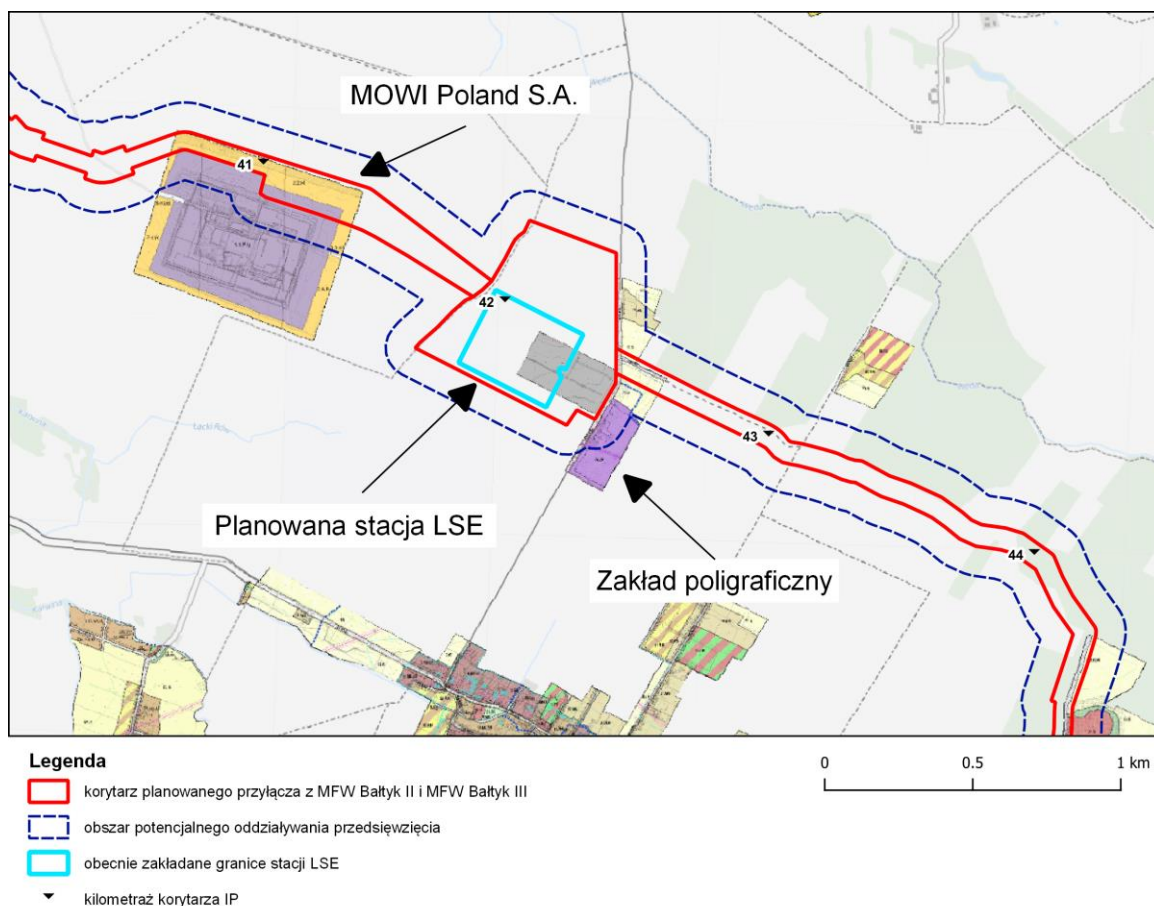 MOWI Poland S.A.
41
42
Planowana stacja LSE
43
Zakład poligraficzny
44
Legenda
korytarz planowanego przyłącza z MFW Bałtyk II i MFW Bałtyk III
obszar potencjalnego oddziaływania przedsięwzięcia
obecnie zakładane granice stacji LSE
kilometraż korytarza IP
0 0.5 1 km